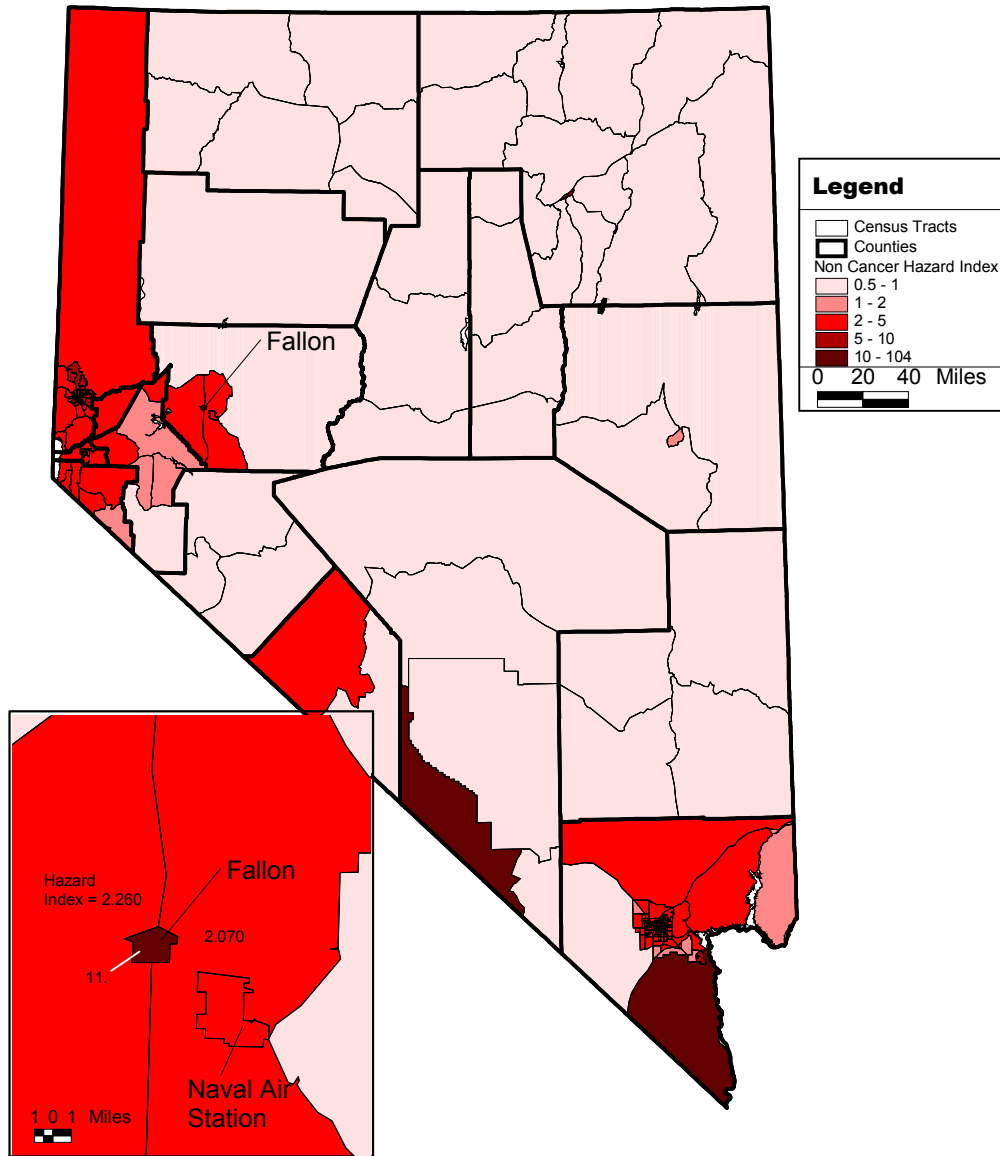 Legend
Census Tracts
Counties
Non Cancer Hazard Index
0.5 - 1
1 - 2
2 - 5
5 - 10
10 - 104
0 20 40 Miles
Fallon
Fallon
Hazard
Index = 2.260
2.070
11.
Naval Air
Station
1 0 1 Miles